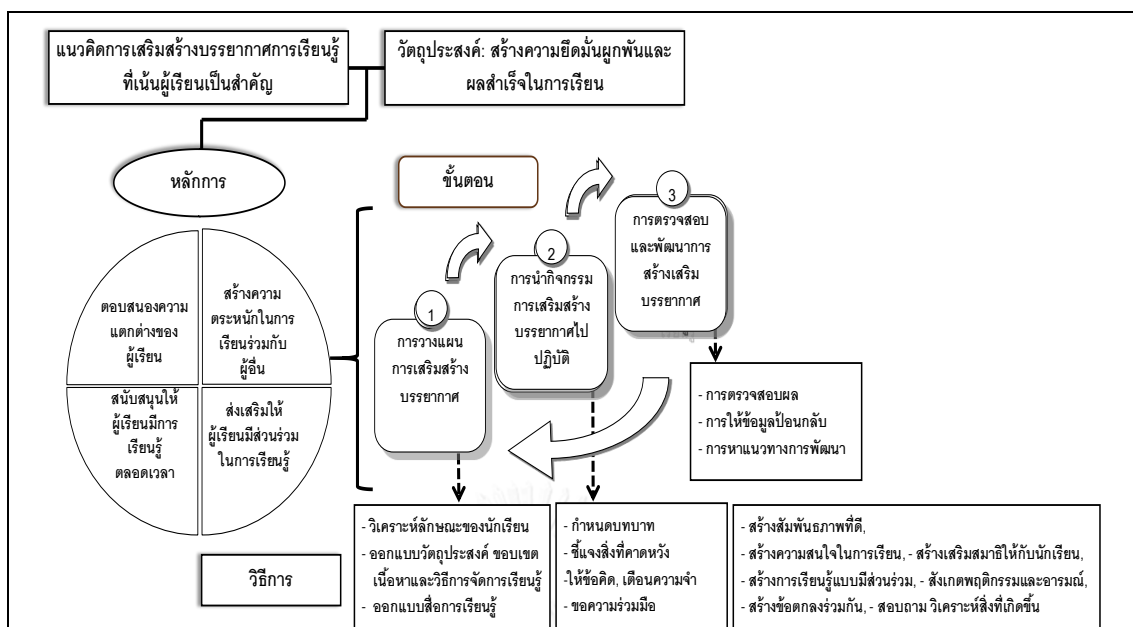 แนวคิดการเสริมสร้างบรรยากาศการเรียนรู้
ที่เน้นผู้เรียนเป็นสำคัญ
วัตถุประสงค์: สร้างความยึดมั่นผูกพันและ
ผลสำเร็จในการเรียน
หลักการ
ขั้นตอน
ตอบสนองความ
แตกต่างของ
ผู้เรียน
สร้างความ
ตระหนักในการ
เรียนร่วมกับ
ผู้อื่น
สนับสนุนให้
ผู้เรียนมีการ
เรียนรู้
ตลอดเวลา
ส่งเสริมให้
ผู้เรียนมีส่วนร่วม
ในการเรียนรู้
1
การวางแผน
การเสริมสร้าง
บรรยากาศ
2
การนำกิจกรรม
การเสริมสร้าง
บรรยากาศไป
ปฏิบัติ
3
การตรวจสอบ
และพัฒนาการ
สร้างเสริม
บรรยากาศ
- การตรวจสอบผล
- การให้ข้อมูลป้อนกลับ
- การหาแนวทางการพัฒนา
วิธีการ
- วิเคราะห์ลักษณะของนักเรียน
- ออกแบบวัตถุประสงค์ ขอบเขต
เนื้อหาและวิธีการจัดการเรียนรู้
- ออกแบบสื่อการเรียนรู้
- กำหนดบทบาท
- ชี้แจงสิ่งที่คาดหวัง
-ให้ข้อคิด, เตือนความจำ
- ขอความร่วมมือ
- สร้างสัมพันธภาพที่ดี,
- สร้างความสนใจในการเรียน, - สร้างเสริมสมาธิให้กับนักเรียน,
- สร้างการเรียนรู้แบบมีส่วนร่วม, - สังเกตพฤติกรรมและอารมณ์,
- สร้างข้อตกลงร่วมกัน, - สอบถาม วิเคราะห์สิ่งที่เกิดขึ้น